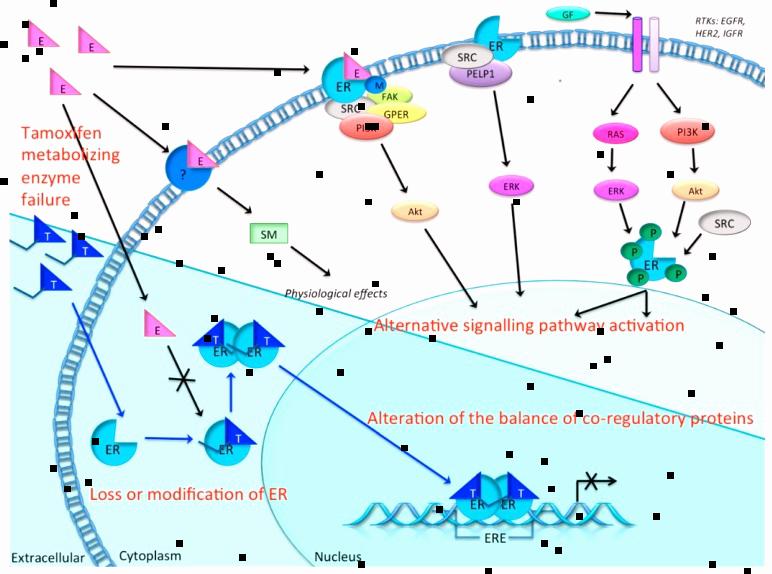 GF
RTKs: EGFR,
HER2, IGFR
E
E
E
ER
SRC
PELP1
E
ER
M
FAK
SRC
GPER
Tamoxifen
metabolizing
enzyme
failure
RAS
PI3K
E
?
ERK
ERK
Akt
Akt
SRC
SM
T
T
T
P
P
P
P
ER
Physiological effects
E
Alternative signalling pathway activation
T
T
ER
ER
Alteration of the balance of co-regulatory proteins
ER
T
ER
Loss or modification of ER
T
T
ER
ER
ERE
Extracellular
Cytoplasm
Nucleus